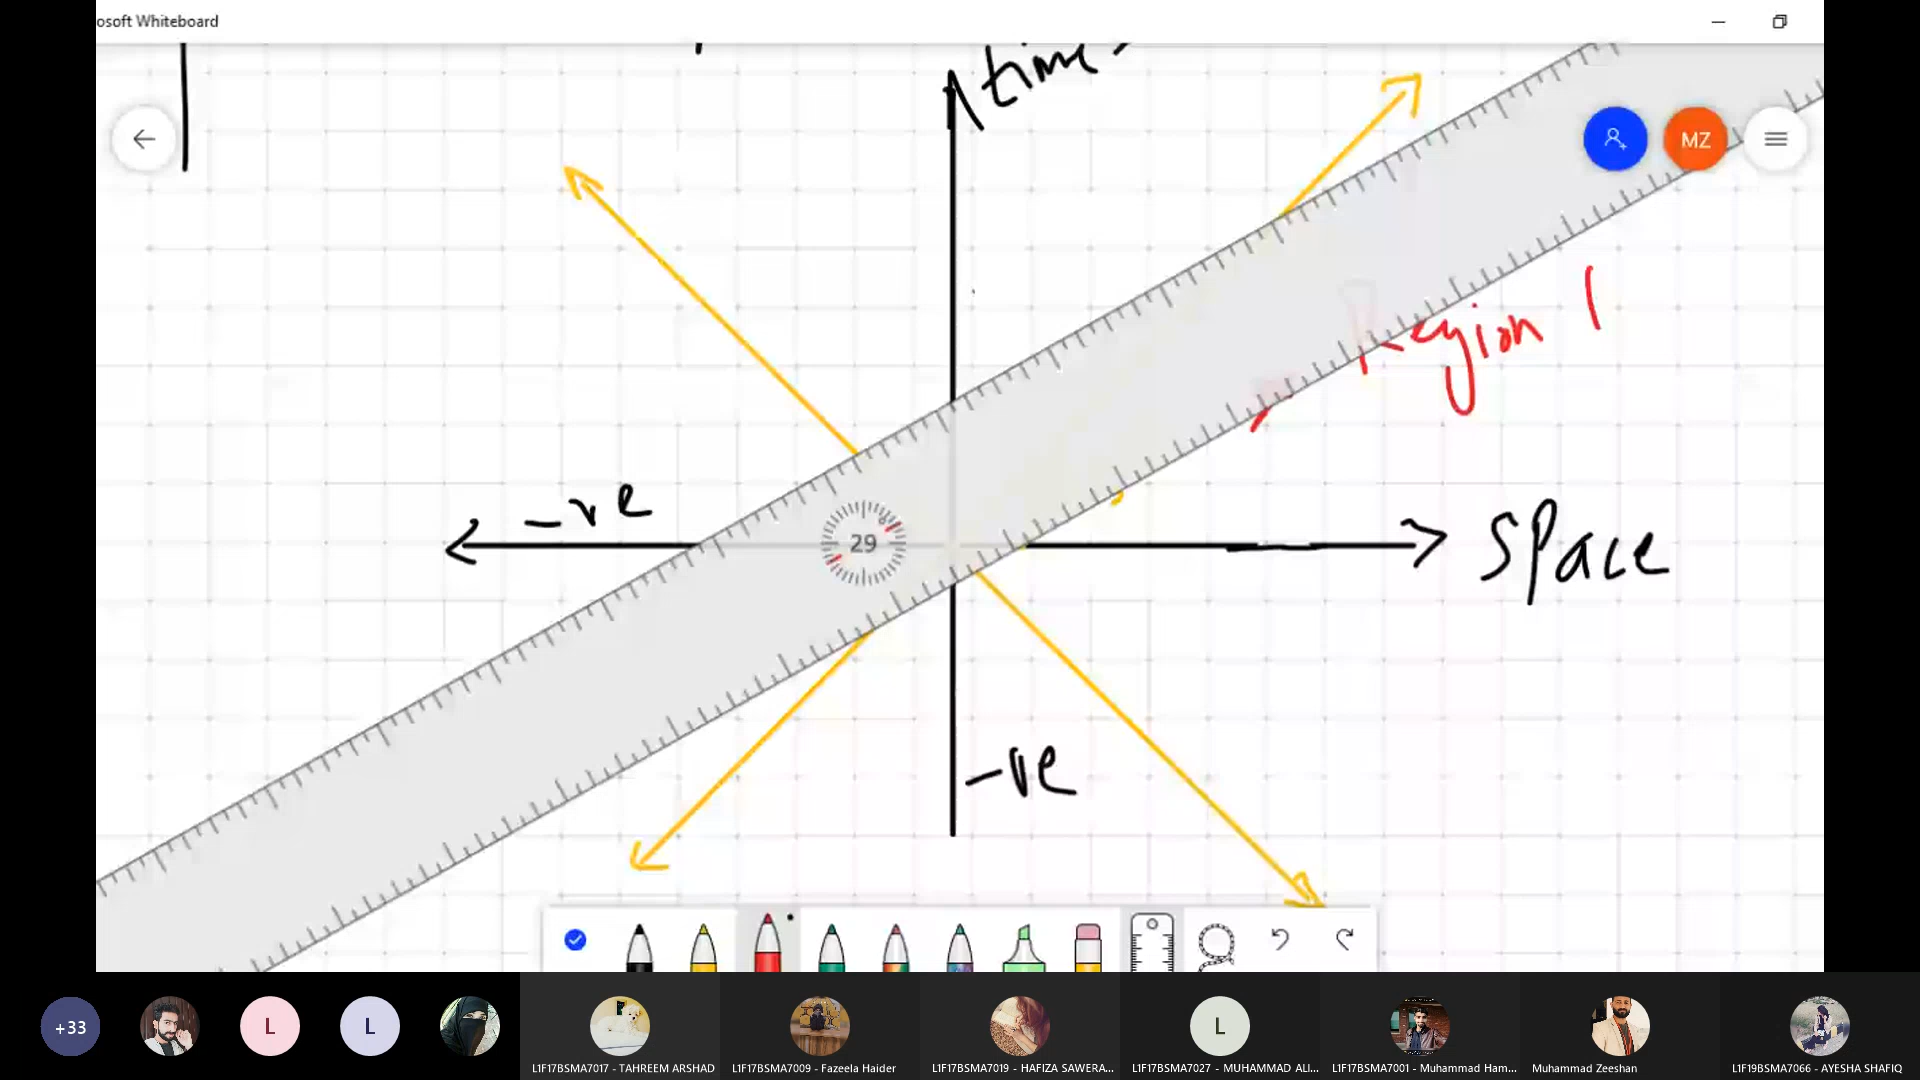 osoft Whiteboard
time
MZ
Region 1
-ve
29
space
-ve
+33
L
L
L
L1F17BSMA7017 - TAHREEM ARSHAD
L1F17BSMA7009 - Fazeela Haider
L1F17BSMA7019 - HAFIZA SAWERA...
L1F17BSMA7027 - MUHAMMAD ALI...
L1F17BSMA7001 - Muhammad Ham...
Muhammad Zeeshan
L1F19BSMA7066 - AYESHA SHAFIQ